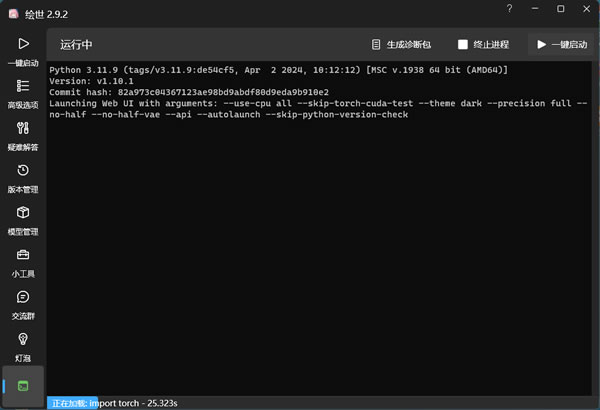 绘世 2.9.2
运行中
生成诊断包
终止进程
一键启动
一键启动
高级选项
疑难解答
版本管理
模型管理
小工具
交流群
灯泡
Python 3.11.9 (tags/v3.11.9:de54cf5, Apr  2 2024, 10:12:12) [MSC v.1938 64 bit (AMD64)]
Version: v1.10.1
Commit hash: 82a973c04367123ae98bd9abdf80d9eda9b910e2
Launching Web UI with arguments: --use-cpu all --skip-torch-cuda-test --theme dark --precision full --
no-half --no-half-vae --api --autolaunch --skip-python-version-check
正在加载: import torch - 25.323s